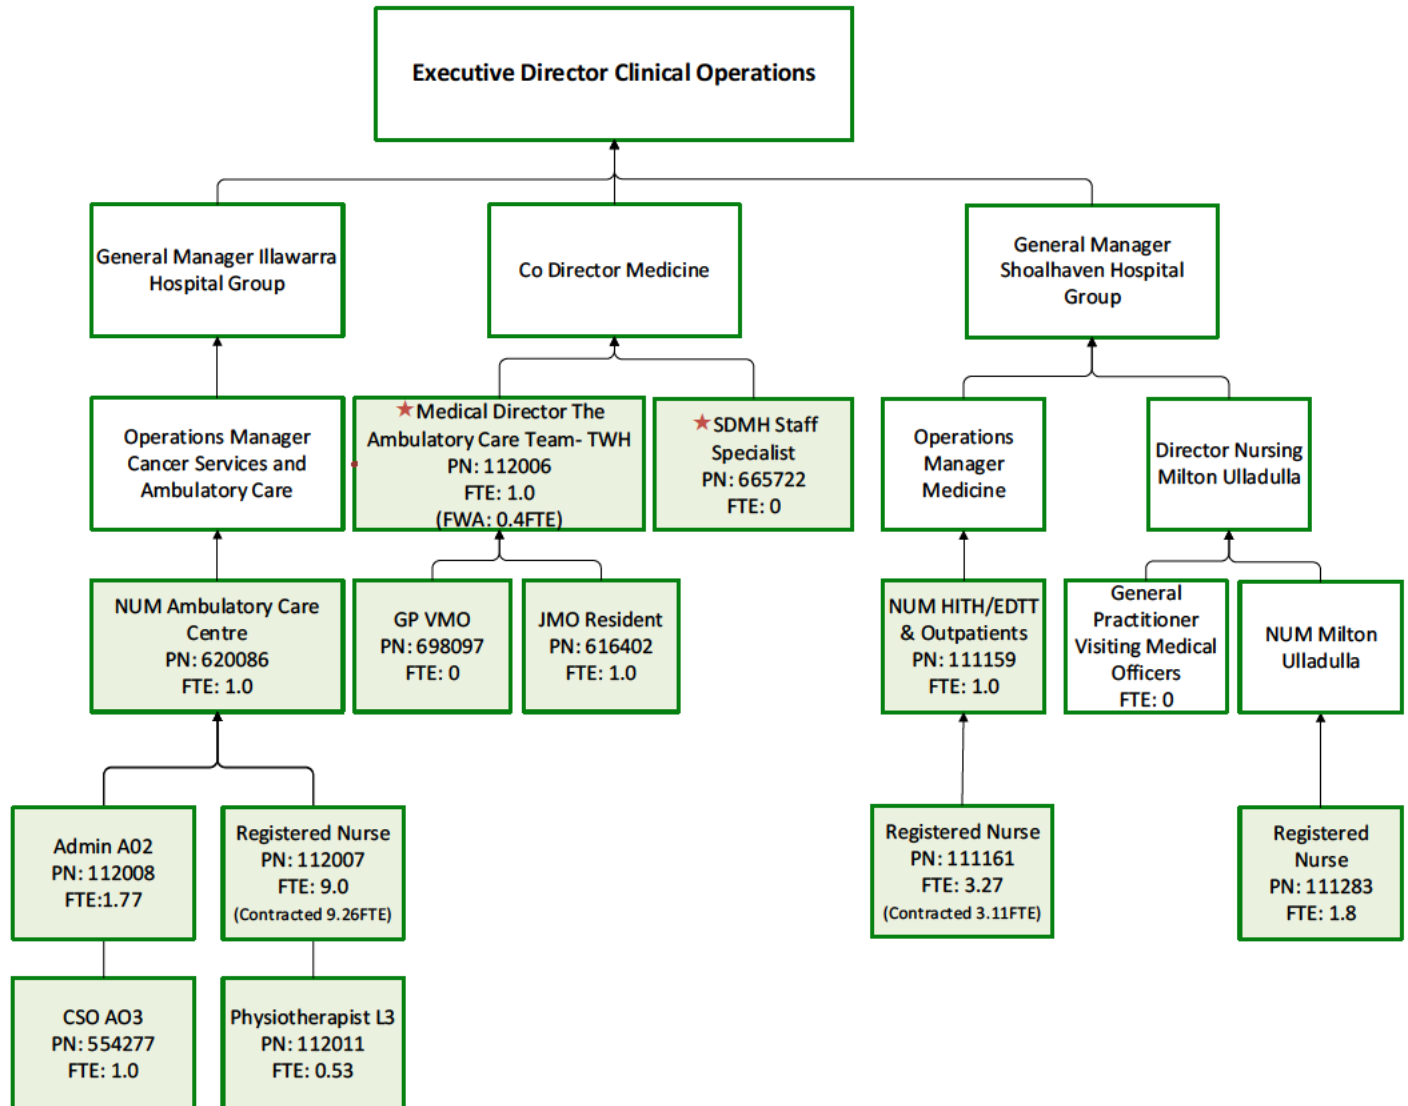 Executive Director Clinical Operations
General Manager Illawarra
Hospital Group
Co Director Medicine
General Manager
Shoalhaven Hospital
Group
Operations Manager
Cancer Services and
Ambulatory Care
★Medical Director The
Ambulatory Care Team- TWH
PN: 112006
FTE: 1.0
(FWA: 0.4FTE)
★SDMH Staff
Specialist
PN: 665722
FTE: 0
Operations
Manager
Medicine
Director Nursing
Milton Ulladulla
NUM Ambulatory Care
Centre
PN: 620086
FTE: 1.0
GP VMO
PN: 698097
FTE: 0
JMO Resident
PN: 616402
FTE: 1.0
NUM HITH/EDTT
& Outpatients
PN: 111159
FTE: 1.0
General
Practitioner
Visiting Medical
Officers
FTE: 0
NUM Milton
Ulladulla
Admin A02
PN: 112008
FTE:1.77
Registered Nurse
PN: 112007
FTE: 9.0
(Contracted 9.26FTE)
Registered Nurse
PN: 111161
FTE: 3.27
(Contracted 3.11FTE)
Registered
Nurse
PN: 111283
FTE: 1.8
CSO AO3
PN: 554277
FTE: 1.0
Physiotherapist L3
PN: 112011
FTE: 0.53